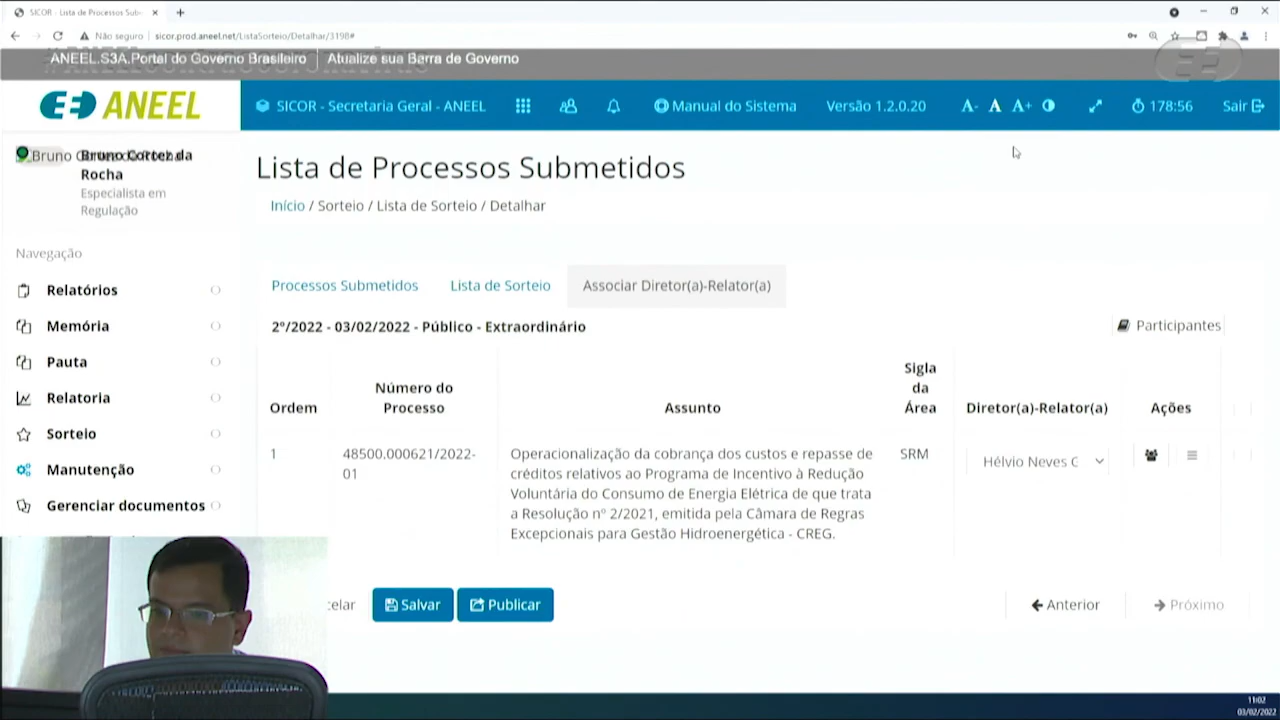 SICOR - Lista de Processos Sub
Não seguro
sicor.prod.aneel.net/ListaSorteio/Detalhar/3198#
ANEEL.S3A.Portal do Governo Brasileiro
Atualize sua Barra de Governo
ANEEL
SICOR - Secretaria Geral - ANEEL
Manual do Sistema
Versão 1.2.0.20
A- A A+
178:56
Sair
Bruno Cortez da
Rocha
Especialista em
Regulação
Lista de Processos Submetidos
Início / Sorteio / Lista de Sorteio / Detalhar
Navegação
Relatórios
Memória
Pauta
Relatoria
Sorteio
Manutenção
Gerenciar documentos
Processos Submetidos
Lista de Sorteio
Associar Diretor(a)-Relator(a)
2º/2022 - 03/02/2022 - Público - Extraordinário
Participantes
Ordem
Número do
Processo
Assunto
Sigla
da
Área
Diretor(a)-Relator(a)
Ações
1
48500.000621/2022-
01
Operacionalização da cobrança dos custos e repasse de
créditos relativos ao Programa de Incentivo à Redução
Voluntária do Consumo de Energia Elétrica de que trata
a Resolução nº 2/2021, emitida pela Câmara de Regras
Excepcionais para Gestão Hidroenergética - CREG.
SRM
Hélvio Neves G
celar
Salvar
Publicar
Anterior
Próximo
11:02
03/02/2022